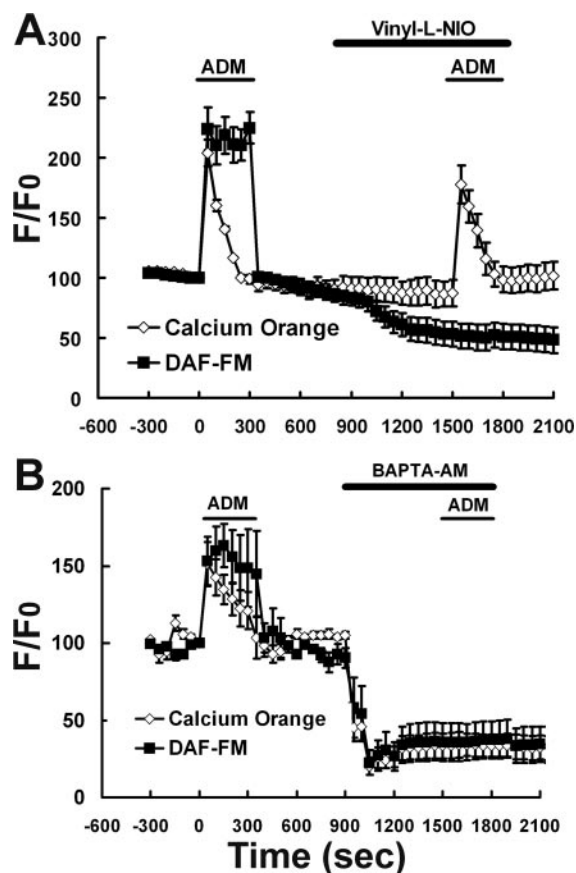 A
Vinyl-L-NIO
ADM
ADM
F/F0
300
250
200
150
100
50
0
Calcium Orange
DAF-FM
-600 -300 0 300 600 900 1200 1500 1800 2100
B
BAPTA-AM
ADM
ADM
F/F0
200
150
100
50
0
Calcium Orange
DAF-FM
-600 -300 0 300 600 900 1200 1500 1800 2100
Time (sec)